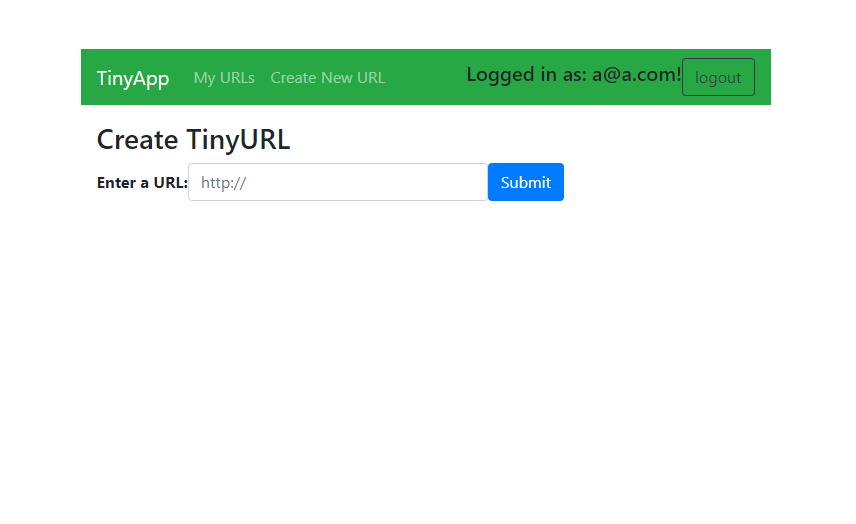 TinyApp My URLs Create New URL Logged in as: a@a.com! logout
Create TinyURL
Enter a URL: http:// Submit